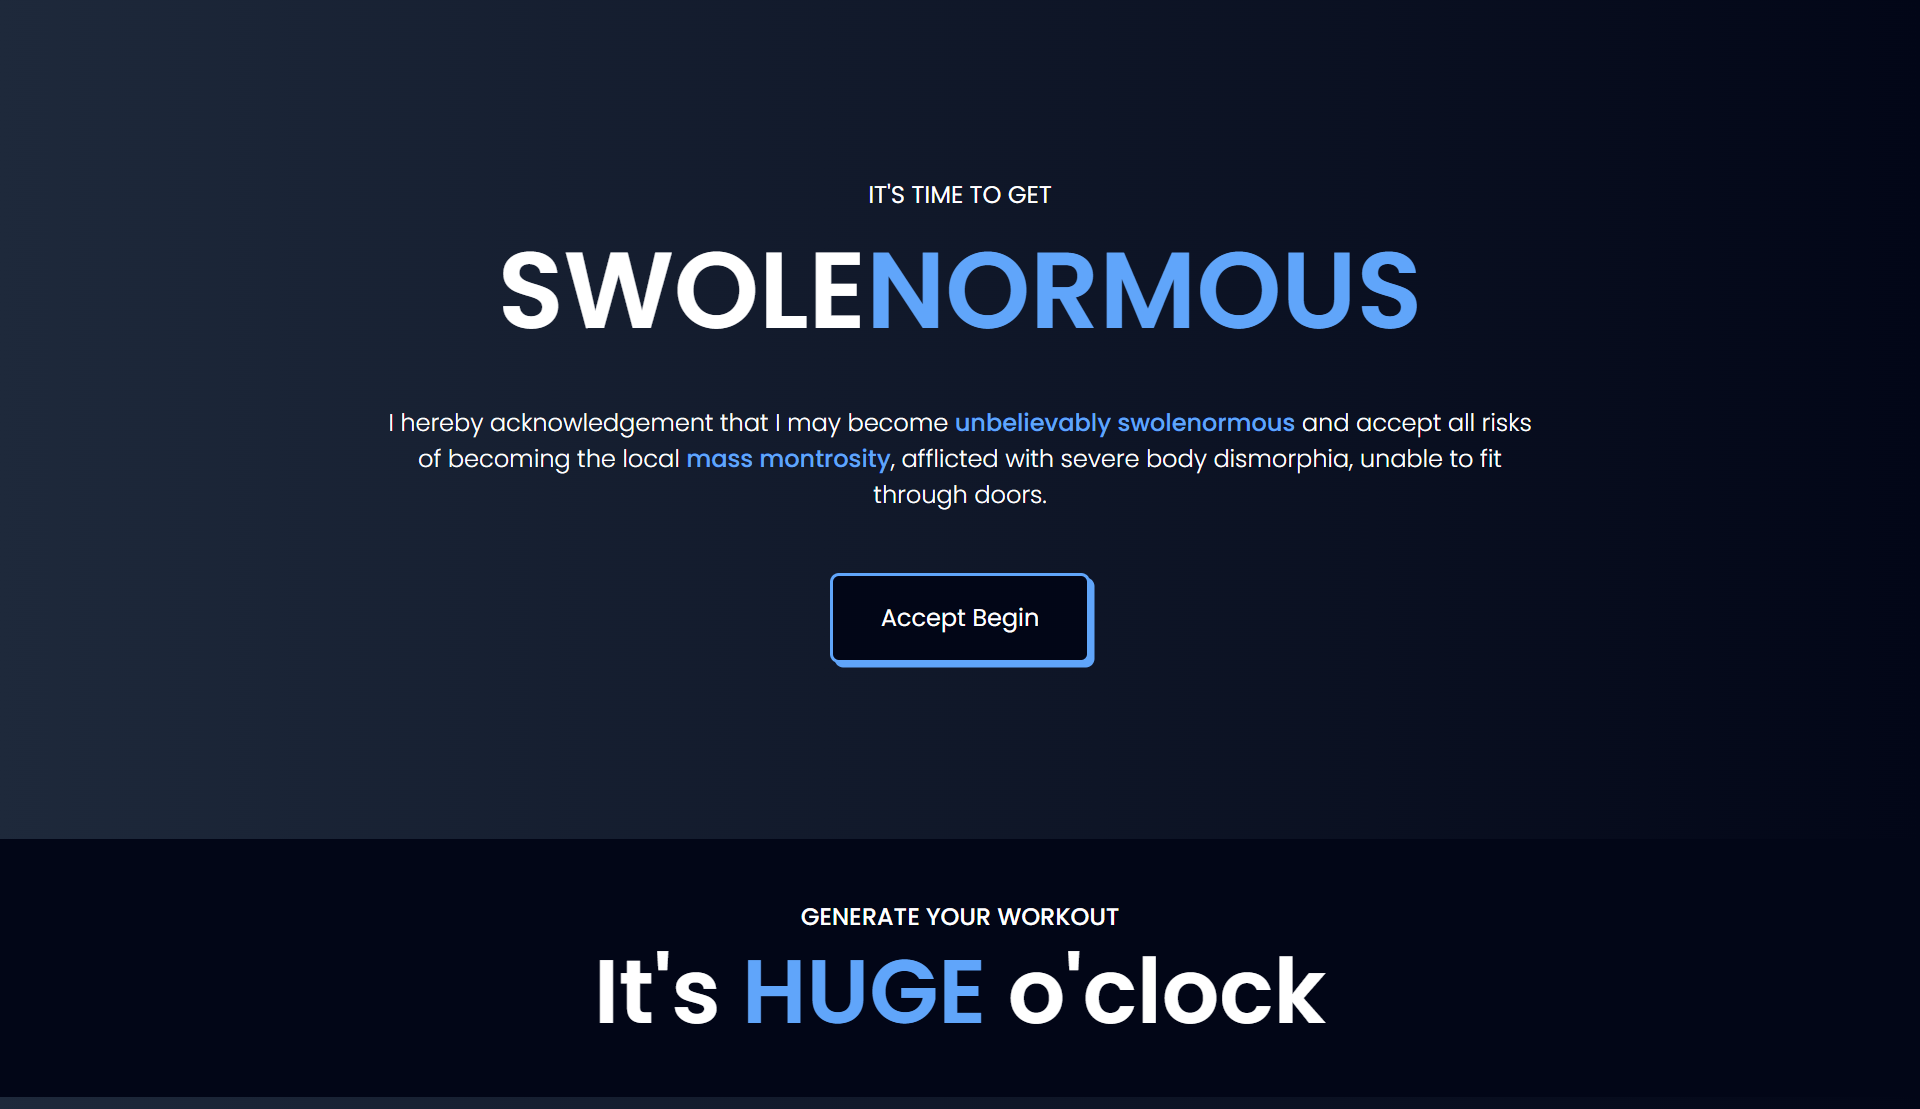 IT'S TIME TO GET
SWOLENORMOUS
I hereby acknowledgement that I may become unbelievably swolenormous and accept all risks
of becoming the local mass montrosity, afflicted with severe body dismorphia, unable to fit
through doors.
Accept Begin
GENERATE YOUR WORKOUT
It's HUGE o'clock